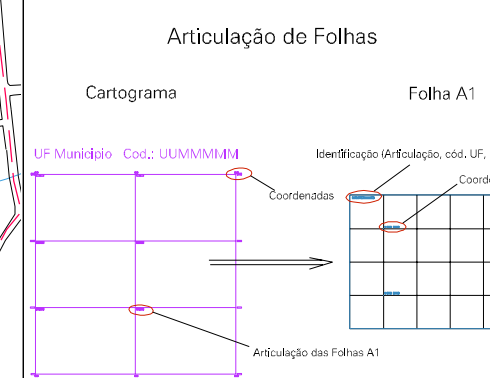 Articulação de Folhas
Cartograma
Folha A1
UF Municipio Cod.: UUMMMMM
Identificação (Articulação, cód. UF,
Coordenadas
Coord
Articulação das Folhas A1